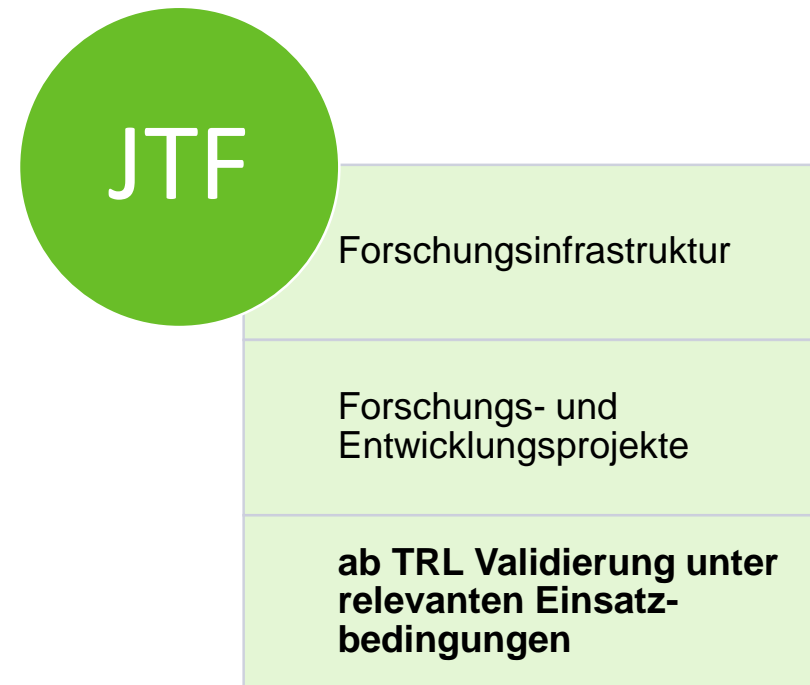 JTF
Forschungsinfrastruktur
Forschungs- und
Entwicklungsprojekte
ab TRL Validierung unter
relevanten Einsatz-
bedingungen